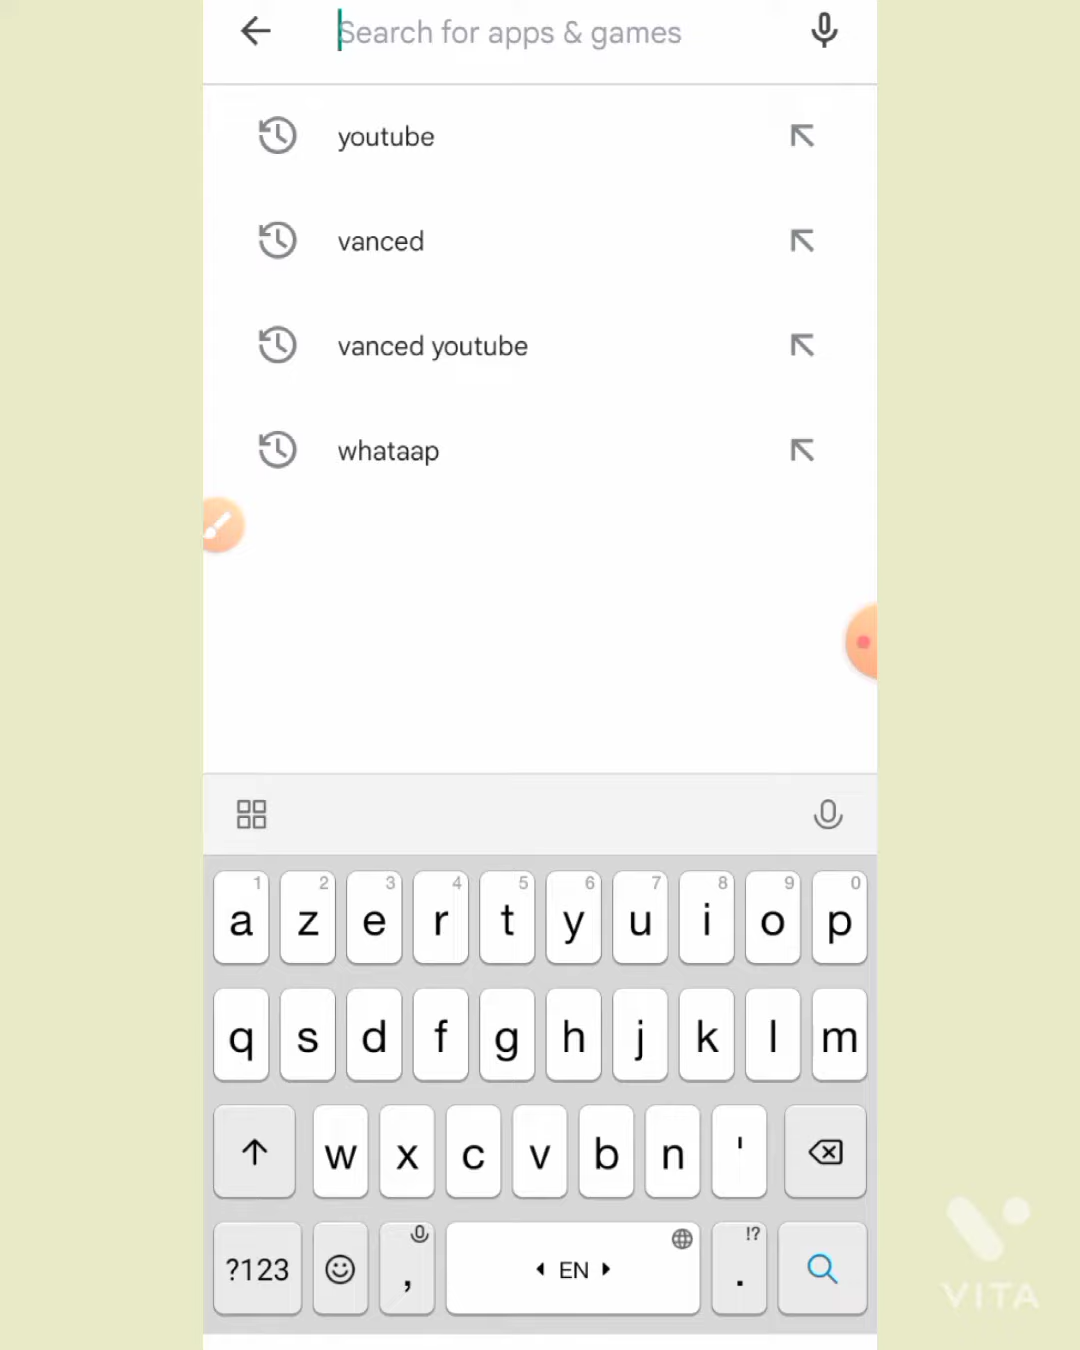 Search for apps & games
youtube
vanced
vanced youtube
whataap
1 2 3 4 5 6 7 8 9 0
a z e r t y u i o p
q s d f g h j k l m
w x c v b n '
!?
?123 , EN .
VITA